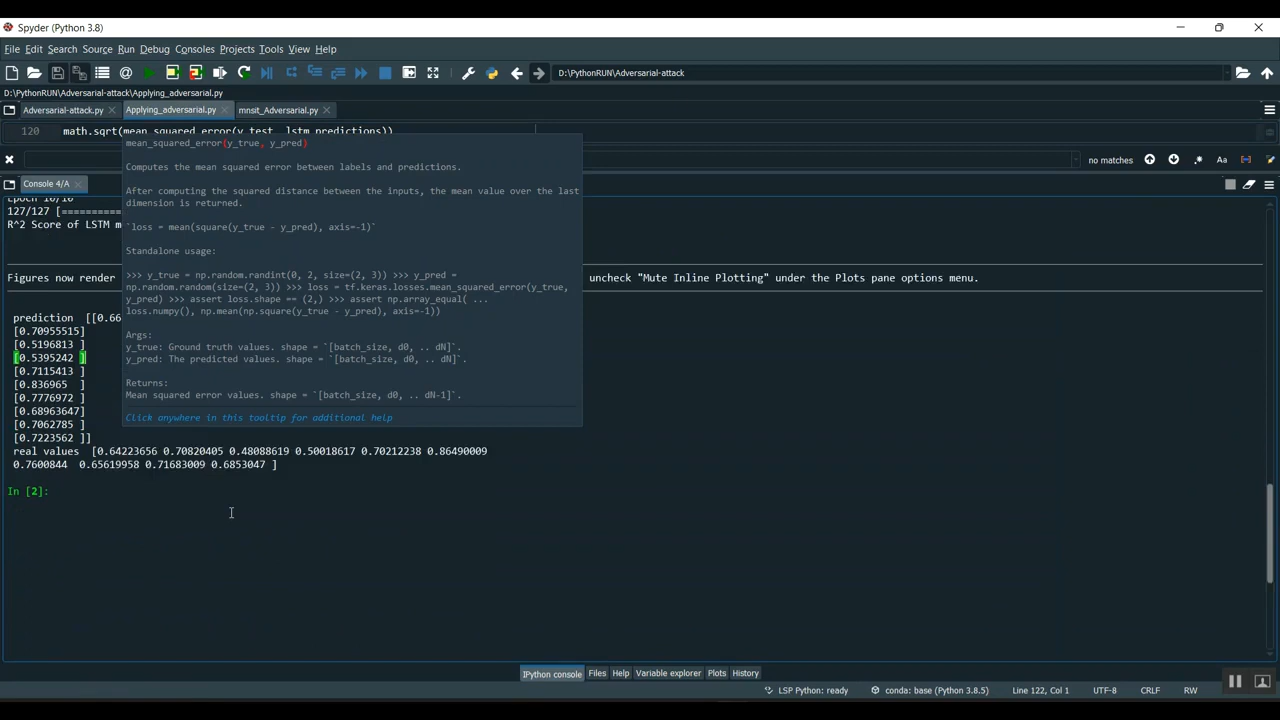 Spyder (Python 3.8)
File Edit Search Source Run Debug Consoles Projects Tools View Help
D:\PythonRUN\Adversarial-attack
D:\PythonRUN\Adversarial-attack\Applying_adversarial.py
Adversarial-attack.py Applying_adversarial.py mnsit_Adversarial.py
120 math.sqrt(mean_squared_error(y_test, lstm_predictions))
mean_squared_error(y_true, y_pred)
no matches Aa
Computes the mean squared error between labels and predictions.
Console 4/A
After computing the squared distance between the inputs, the mean value over the last
dimension is returned.
Epoch 10/10
127/127 [==========
R^2 Score of LSTM m
`loss = mean(square(y_true - y_pred), axis=-1)`
Standalone usage:
Figures now render uncheck "Mute Inline Plotting" under the Plots pane options menu.
>>> y_true = np.random.randint(0, 2, size=(2, 3)) >>> y_pred =
np.random.random(size=(2, 3)) >>> loss = tf.keras.losses.mean_squared_error(y_true,
y_pred) >>> assert loss.shape == (2,) >>> assert np.array_equal( ...
loss.numpy(), np.mean(np.square(y_true - y_pred), axis=-1))
Args:
y_true: Ground truth values. shape = `[batch_size, d0, .. dN]`.
y_pred: The predicted values. shape = `[batch_size, d0, .. dN]`.
Returns:
Mean squared error values. shape = `[batch_size, d0, .. dN-1]`.
Click anywhere in this tooltip for additional help
prediction [[0.66
[0.70955515]
[0.5196813 ]
[0.5395242 ]
[0.7115413 ]
[0.836965 ]
[0.7776972 ]
[0.68963647]
[0.7062785 ]
[0.7223562 ]]
real values [0.64223656 0.70820405 0.48088619 0.50018617 0.70212238 0.86490009
0.7600844 0.65619958 0.71683009 0.6853047 ]
In [2]:
IPython console Files Help Variable explorer Plots History
LSP Python: ready conda: base (Python 3.8.5) Line 122, Col 1 UTF-8 CRLF RW